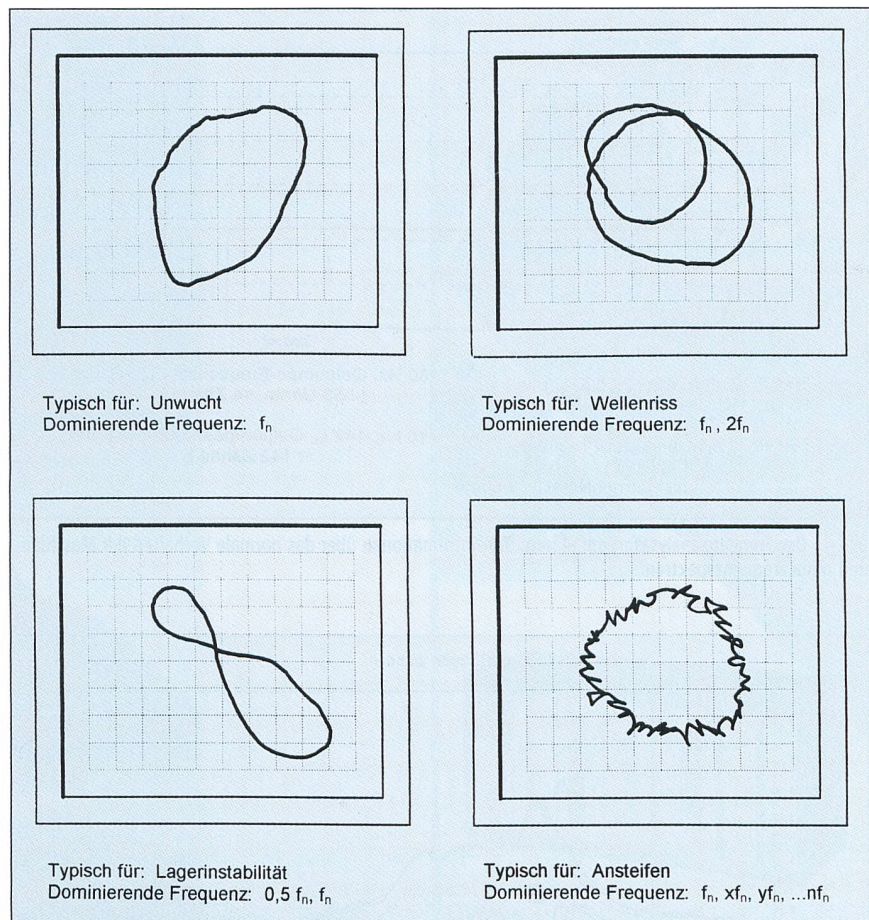 Typisch für: Unwucht
Dominierende Frequenz: fₙ
Typisch für: Wellenriss
Dominierende Frequenz: fₙ , 2fₙ
Typisch für: Lagerinstabilität
Dominierende Frequenz: 0,5 fₙ, fₙ
Typisch für: Ansteifen
Dominierende Frequenz: fₙ, xfₙ, yfₙ, ...nfₙ